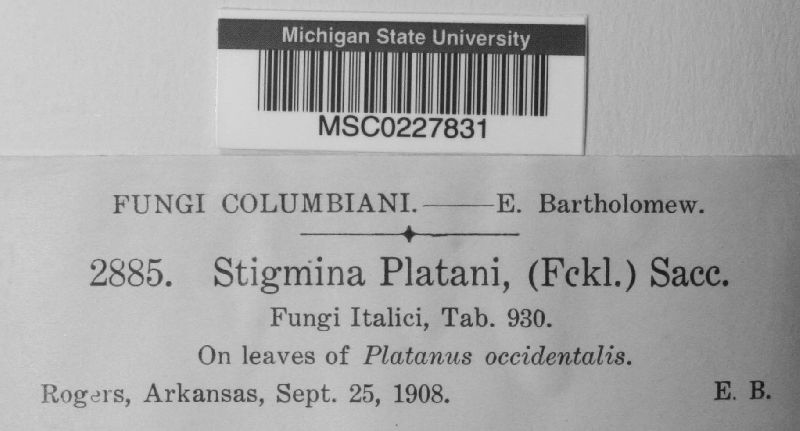 Michigan State University
MSC0227831
FUNGI COLUMBIANI.——E. Bartholomew.
2885. Stigmina Platani, (Fckl.) Sacc.
Fungi Italici, Tab. 930.
On leaves of Platanus occidentalis.
Rogers, Arkansas, Sept. 25, 1908. E. B.